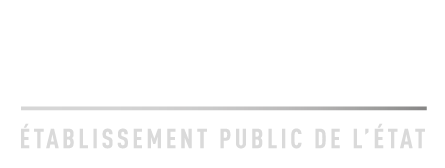 ÉTABLISSEMENT PUBLIC DE L'ÉTAT